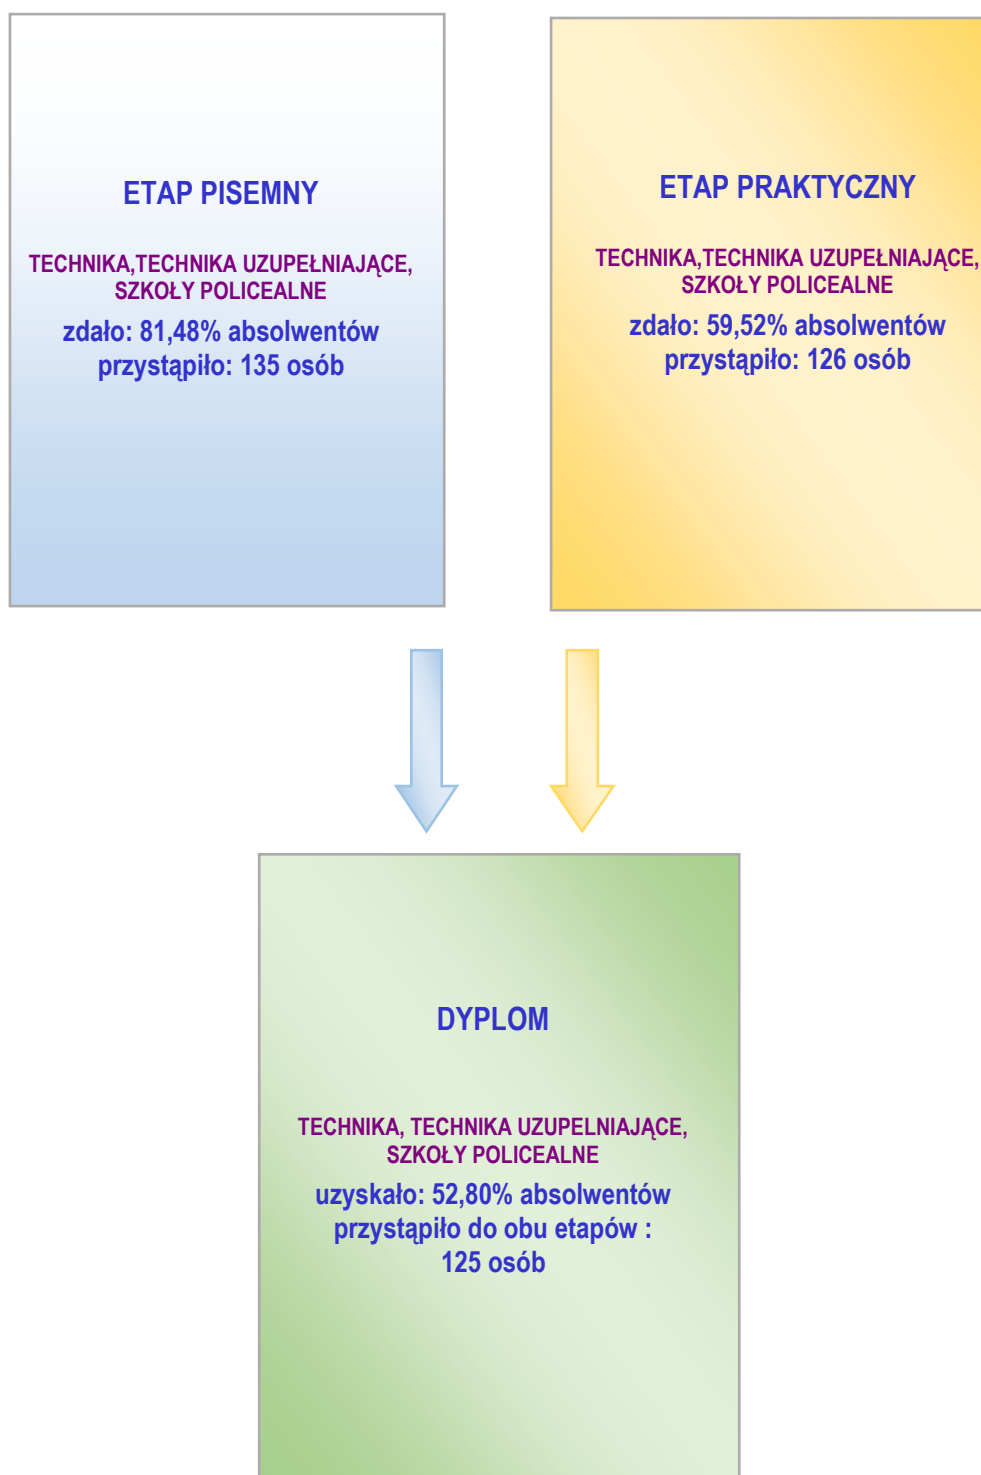 ETAP PISEMNY
TECHNIKA,TECHNIKA UZUPEŁNIAJĄCE,
SZKOŁY POLICEALNE
zdało: 81,48% absolwentów
przystąpiło: 135 osób
ETAP PRAKTYCZNY
TECHNIKA,TECHNIKA UZUPEŁNIAJĄCE,
SZKOŁY POLICEALNE
zdało: 59,52% absolwentów
przystąpiło: 126 osób
DYPLOM
TECHNIKA, TECHNIKA UZUPELNIAJĄCE,
SZKOŁY POLICEALNE
uzyskało: 52,80% absolwentów
przystąpiło do obu etapów :
125 osób